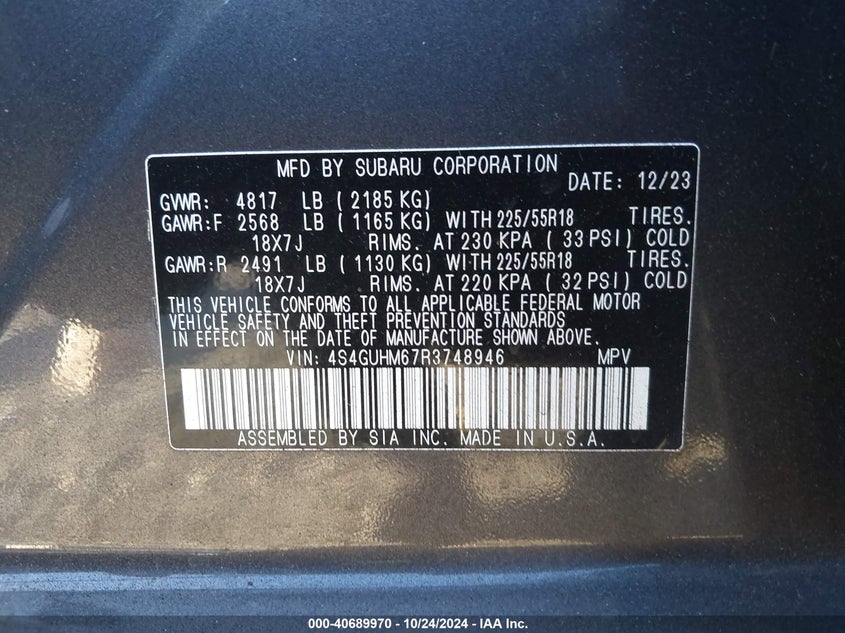 MFD BY SUBARU CORPORATION
DATE: 12/23
GVWR: 4817 LB (2185 KG)
GAWR:F 2568 LB (1165 KG) WITH 225/55R18 TIRES.
18X7J RIMS. AT 230 KPA (33 PSI) COLD
GAWR:R 2491 LB (1130 KG) WITH 225/55R18 TIRES.
18X7J RIMS. AT 220 KPA (32 PSI) COLD
THIS VEHICLE CONFORMS TO ALL APPLICABLE FEDERAL MOTOR
VEHICLE SAFETY AND THEFT PREVENTION STANDARDS
IN EFFECT ON THE DATE OF MANUFACTURE SHOWN ABOVE.
VIN: 4S4GUHM67R3748946 MPV
ASSEMBLED BY SIA INC. MADE IN U.S.A.
000-40689970 - 10/24/2024 - IAA Inc.